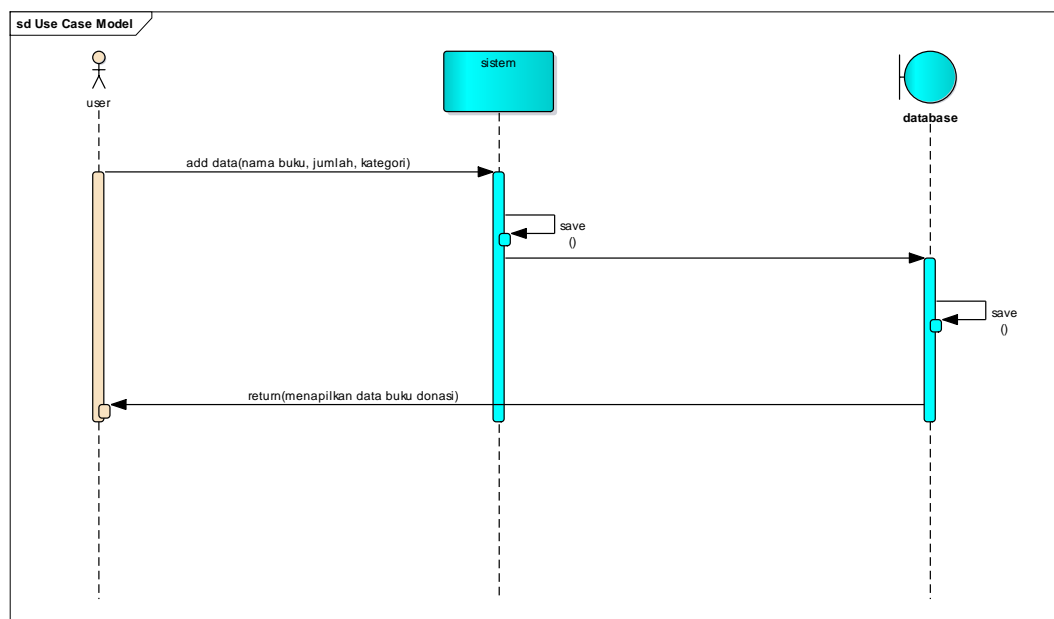 sd Use Case Model
sistem
user
database
add data(nama buku, jumlah, kategori)
save
()
save
()
return(menapilkan data buku donasi)